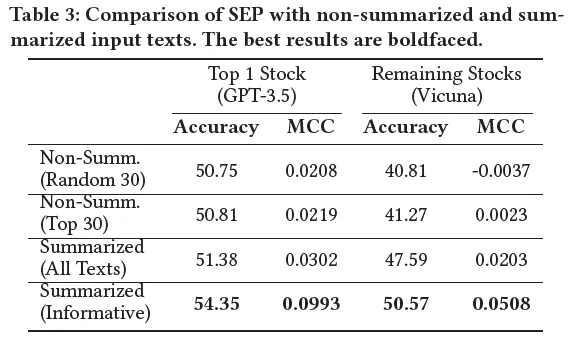 Table 3: Comparison of SEP with non-summarized and sum-
marized input texts. The best results are boldfaced.
Top 1 Stock Remaining Stocks
(GPT-3.5) (Vicuna)
Accuracy MCC Accuracy MCC
Non-Summ.
(Random 30) 50.75 0.0208 40.81 -0.0037
Non-Summ.
(Top 30) 50.81 0.0219 41.27 0.0023
Summarized
(All Texts) 51.38 0.0302 47.59 0.0203
Summarized
(Informative) 54.35 0.0993 50.57 0.0508